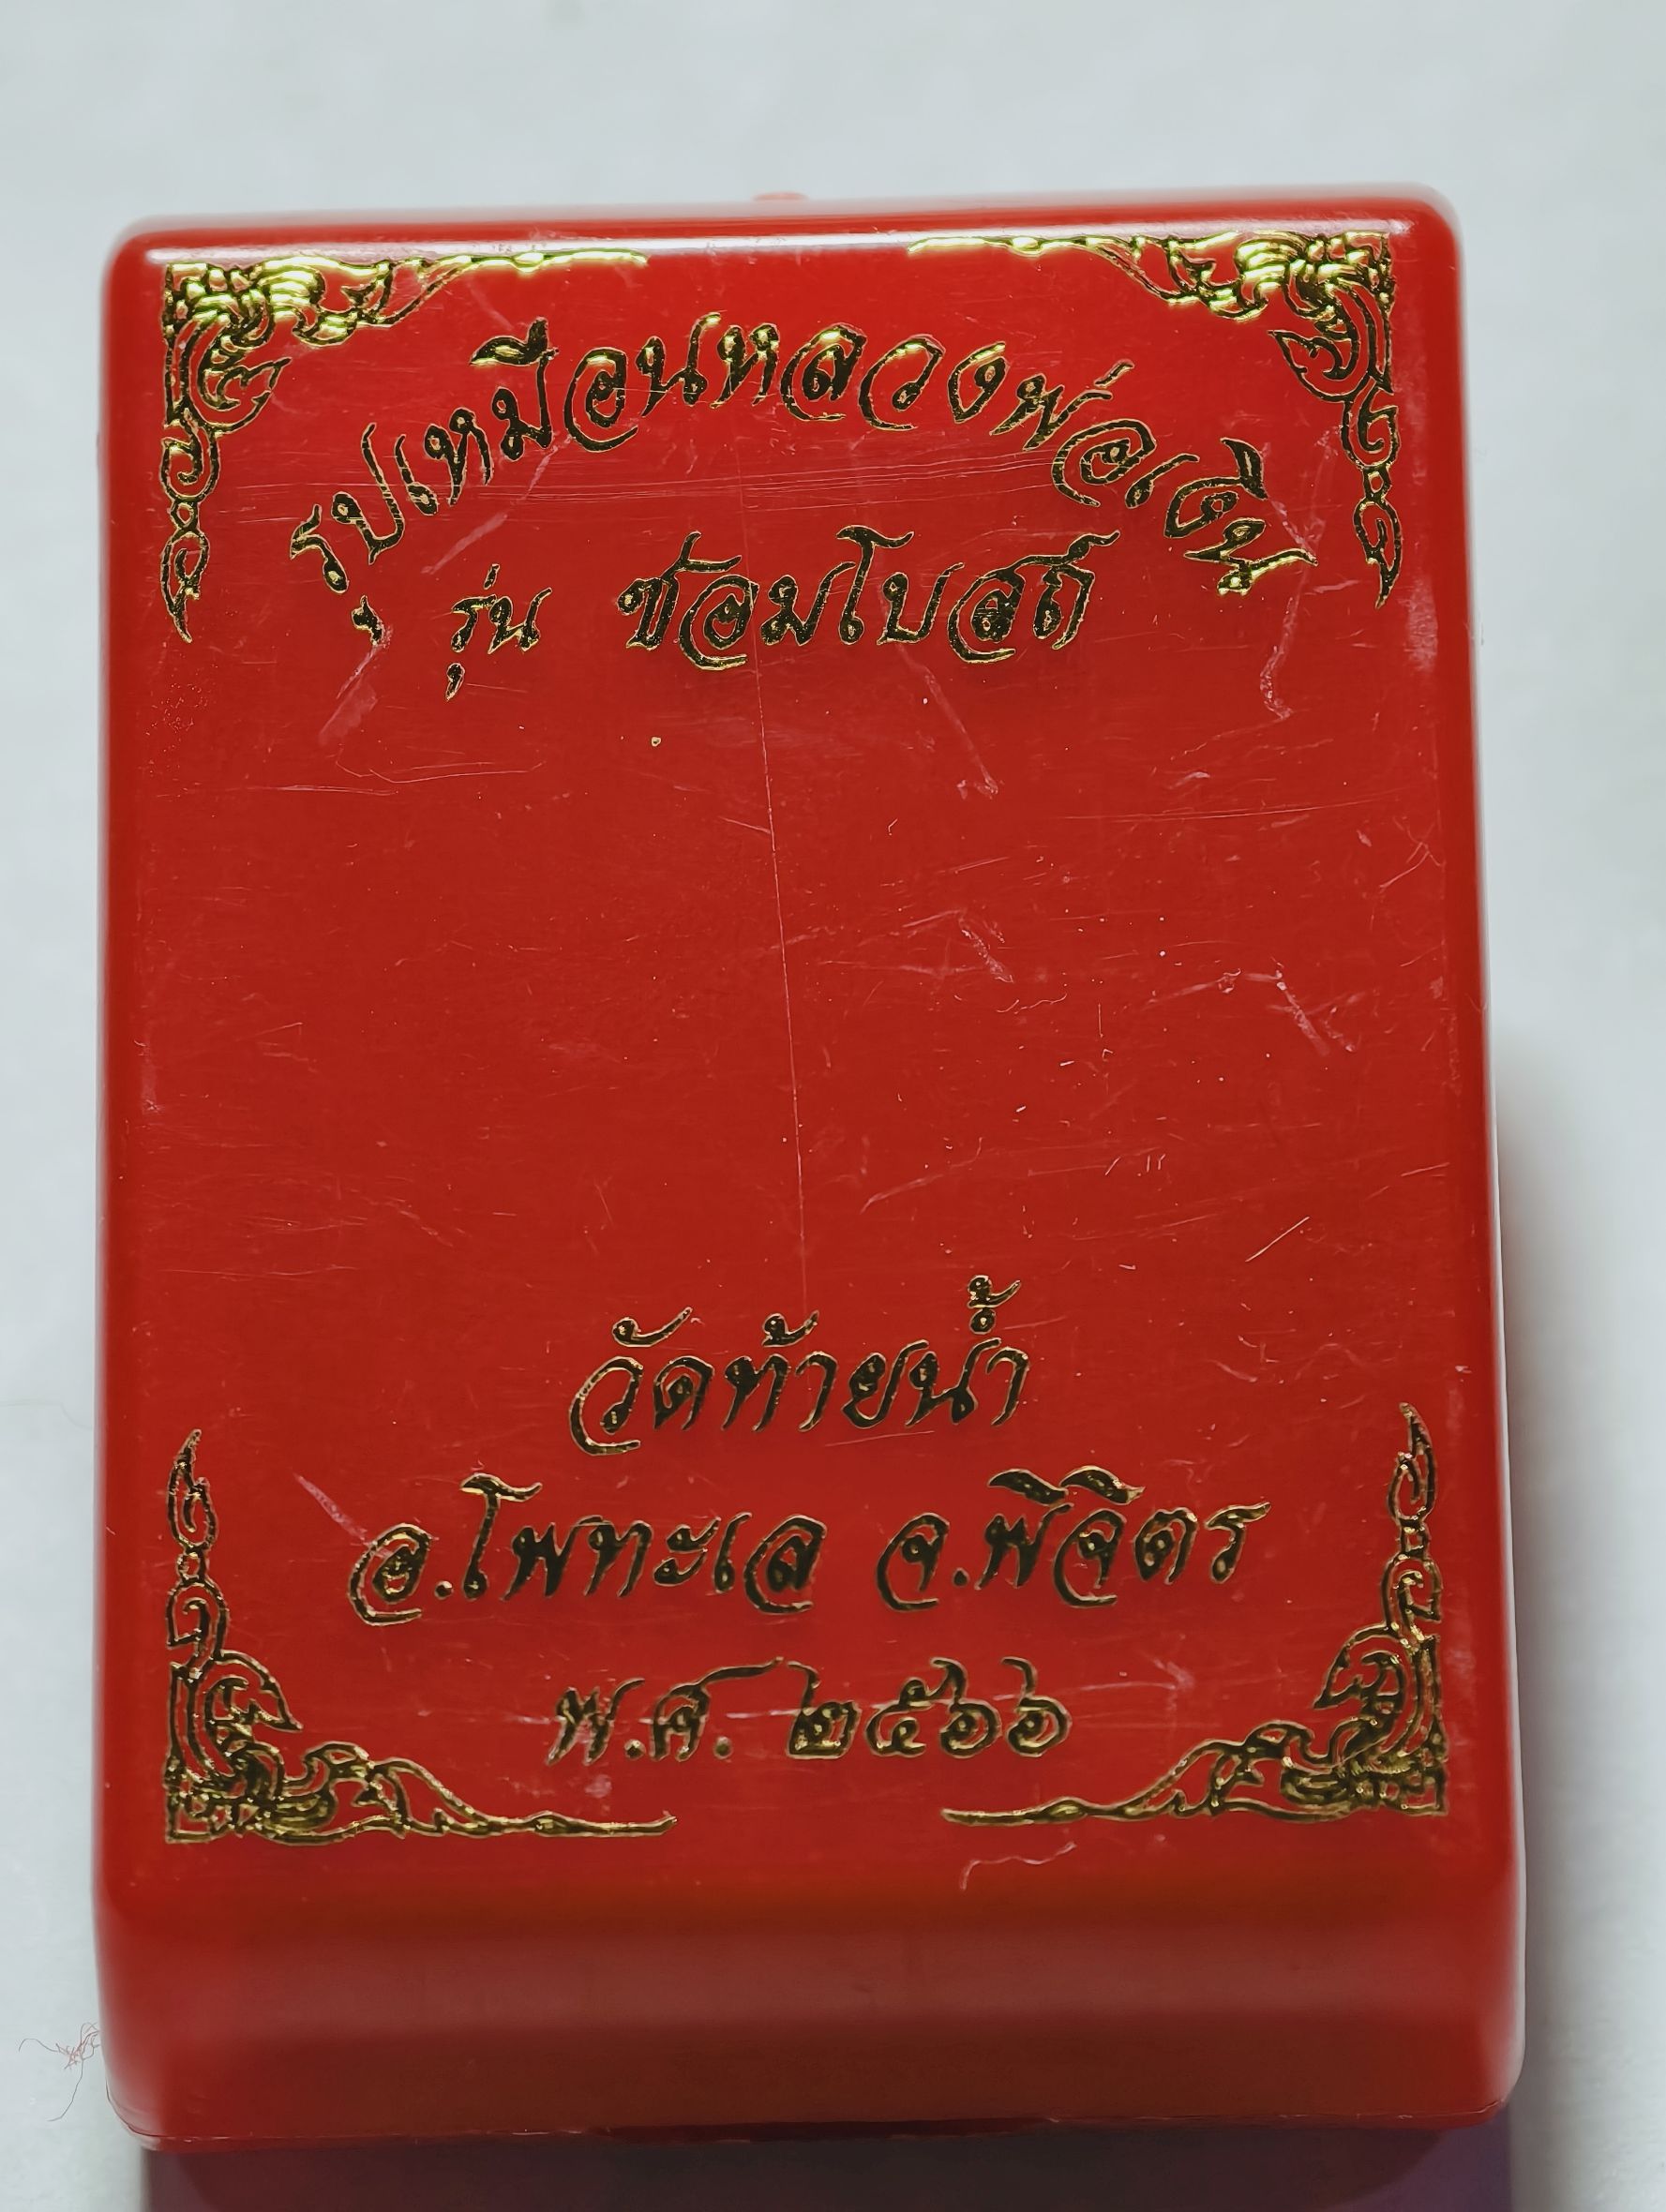 รูปเหมือนหลวงพ่อเงิน
รุ่น ซ่อมโบสถ์
วัดท้ายน้ำ
อ.โพทะเล จ.พิจิตร
พ.ศ. ๒๕๖๖